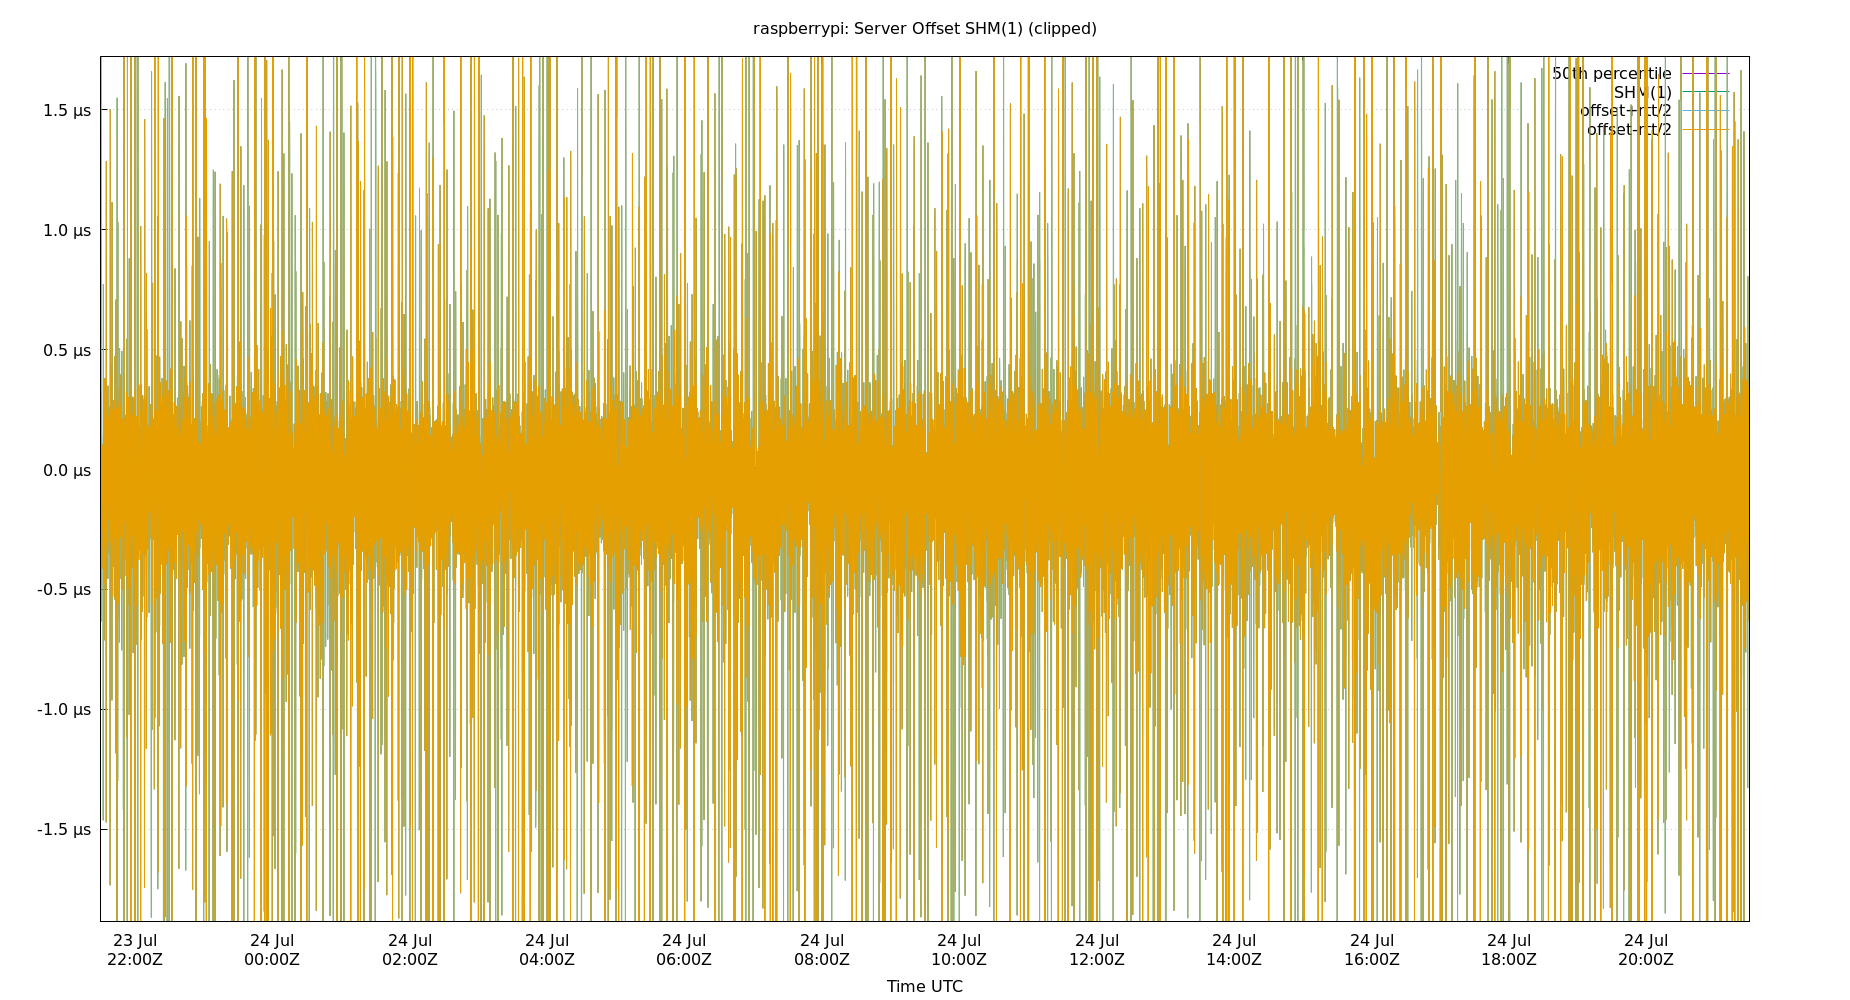 raspberrypi: Server Offset SHM(1) (clipped)
50th percentile
SHM(1)
offset+rtt/2
offset-rtt/2
1.5 µs
1.0 µs
0.5 µs
0.0 µs
-0.5 µs
-1.0 µs
-1.5 µs
23 Jul 24 Jul 24 Jul 24 Jul 24 Jul 24 Jul 24 Jul 24 Jul 24 Jul 24 Jul 24 Jul 24 Jul
22:00Z 00:00Z 02:00Z 04:00Z 06:00Z 08:00Z 10:00Z 12:00Z 14:00Z 16:00Z 18:00Z 20:00Z
Time UTC